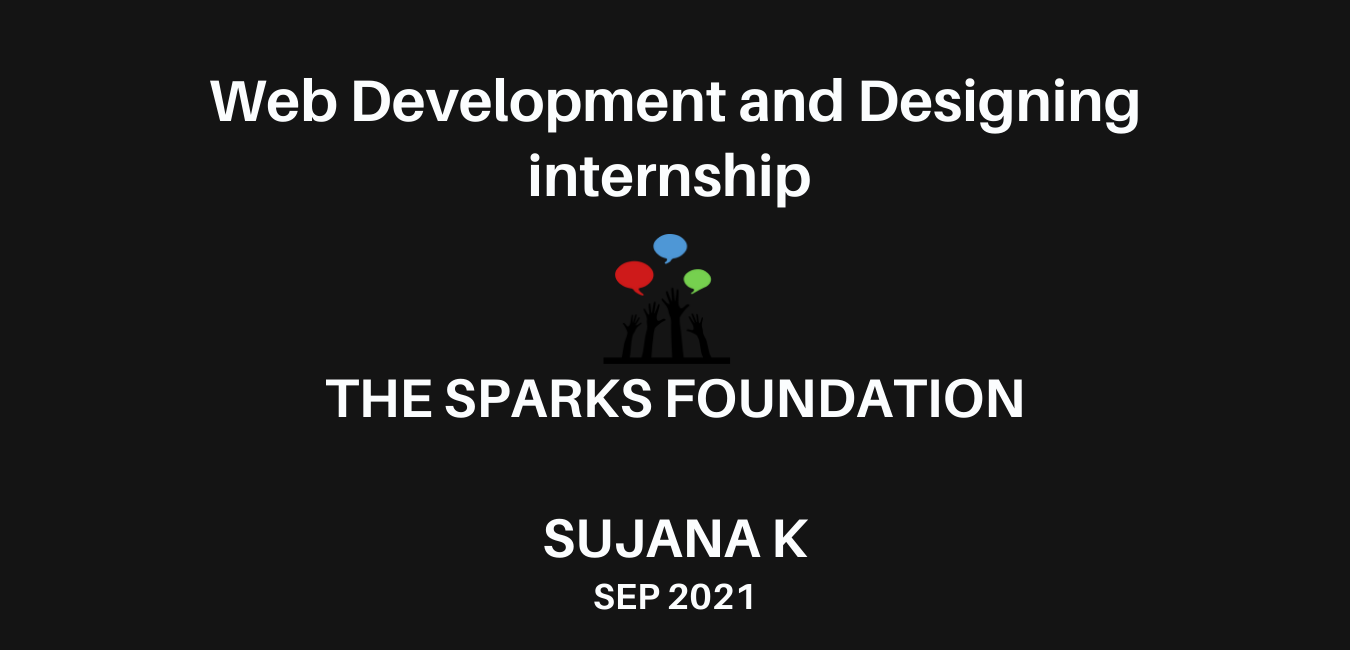 Web Development and Designing
internship
THE SPARKS FOUNDATION
SUJANA K
SEP 2021